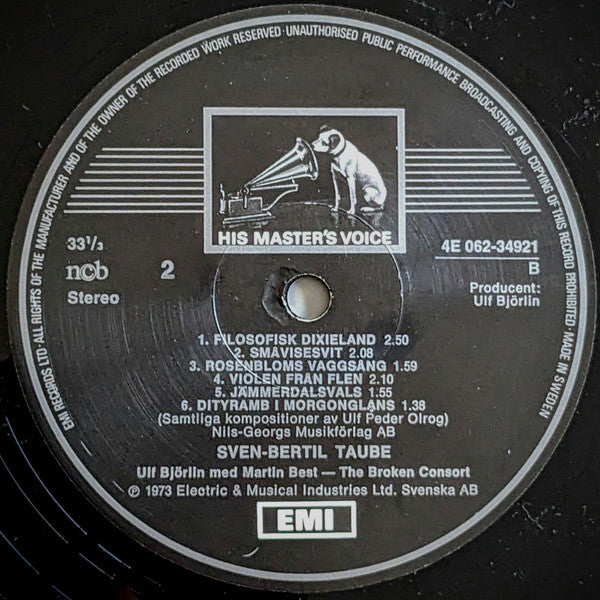 EMI RECORDS LTD · ALL RIGHTS OF THE MANUFACTURER AND OF THE OWNER OF THE RECORDED WORK RESERVED · UNAUTHORISED PUBLIC PERFORMANCE BROADCASTING AND COPYING OF THIS RECORD PROHIBITED · MADE IN SWEDEN
HIS MASTER'S VOICE
33 1/3
4E 062-34921
ncb
2
B
Stereo
Producent:
Ulf Björlin
1. FILOSOFISK DIXIELAND 2.50
2. SMÅVISESVIT 2.08
3. ROSENBLOMS VAGGSÅNG 1.59
4. VIOLEN FRÅN FLEN 2.10
5. JÄMMERDALSVALS 1.55
6. DITYRAMB I MORGONGLANS 1.38
(Samtliga kompositioner av Ulf Peder Olrog)
Nils-Georgs Musikförlag AB
SVEN-BERTIL TAUBE
Ulf Björlin med Martin Best — The Broken Consort
℗ 1973 Electric & Musical Industries Ltd. Svenska AB
EMI